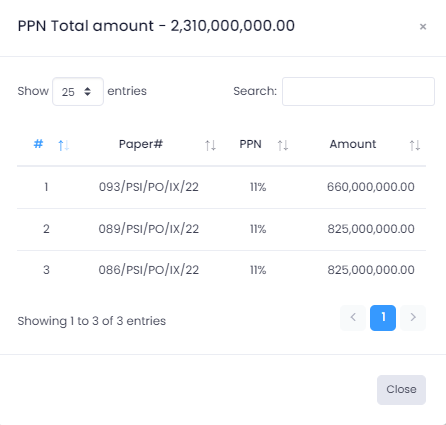 PPN Total amount - 2,310,000,000.00 ×
Show 25 entries Search:
# Paper# PPN Amount
1 093/PSI/PO/IX/22 11% 660,000,000.00
2 089/PSI/PO/IX/22 11% 825,000,000.00
3 086/PSI/PO/IX/22 11% 825,000,000.00
Showing 1 to 3 of 3 entries 1
Close